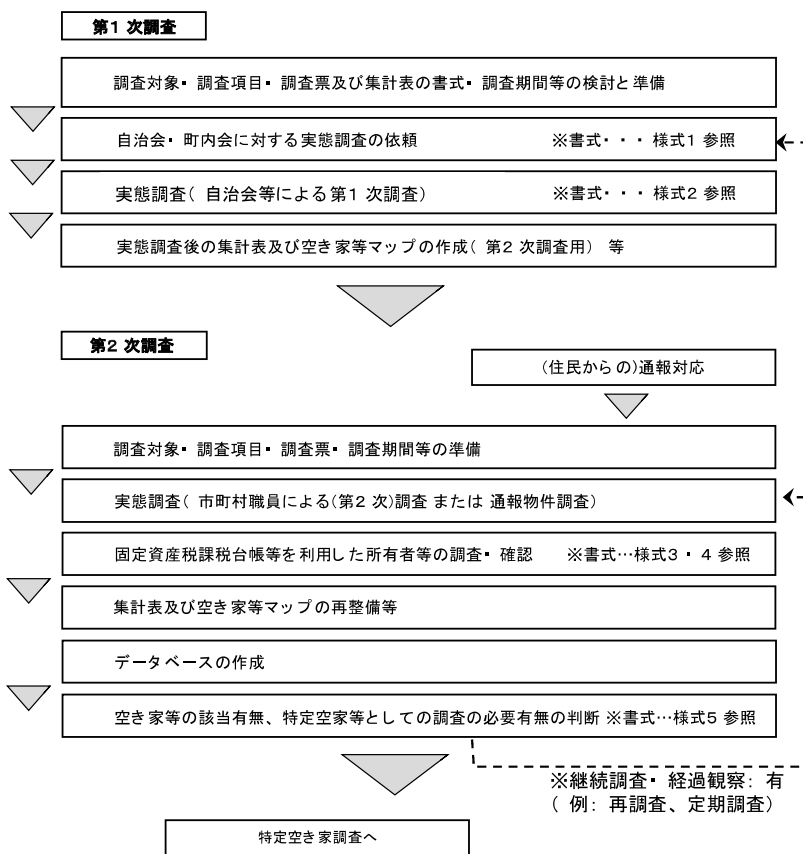 第1 次調査
調査対象・ 調査項目・ 調査票及び集計表の書式・ 調査期間等の検討と準備
自治会・ 町内会に対する実態調査の依頼 ※書式・・・ 様式1 参照
実態調査( 自治会等による第1 次調査) ※書式・・・ 様式2 参照
実態調査後の集計表及び空き家等マップの作成( 第2 次調査用) 等
第2 次調査
(住民からの)通報対応
調査対象・ 調査項目・ 調査票・ 調査期間等の準備
実態調査( 市町村職員による(第2 次)調査 または 通報物件調査)
固定資産税課税台帳等を利用した所有者等の調査・ 確認 ※書式…様式3 ・ 4 参照
集計表及び空き家等マップの再整備等
データベースの作成
空き家等の該当有無、特定空家等としての調査の必要有無の判断 ※書式…様式5 参照
※継続調査・ 経過観察: 有
( 例: 再調査、定期調査)
特定空き家調査へ